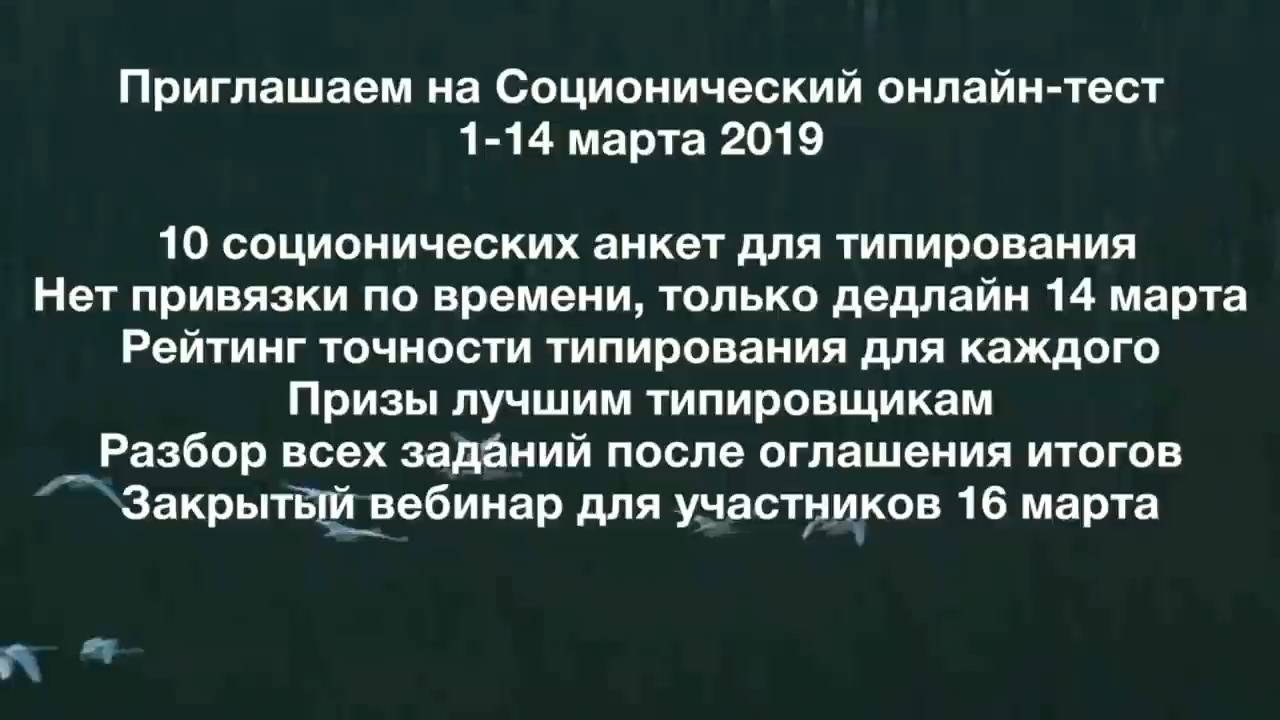 Приглашаем на Соционический онлайн-тест
1-14 марта 2019
10 соционических анкет для типирования
Нет привязки по времени, только дедлайн 14 марта
Рейтинг точности типирования для каждого
Призы лучшим типировщикам
Разбор всех заданий после оглашения итогов
Закрытый вебинар для участников 16 марта